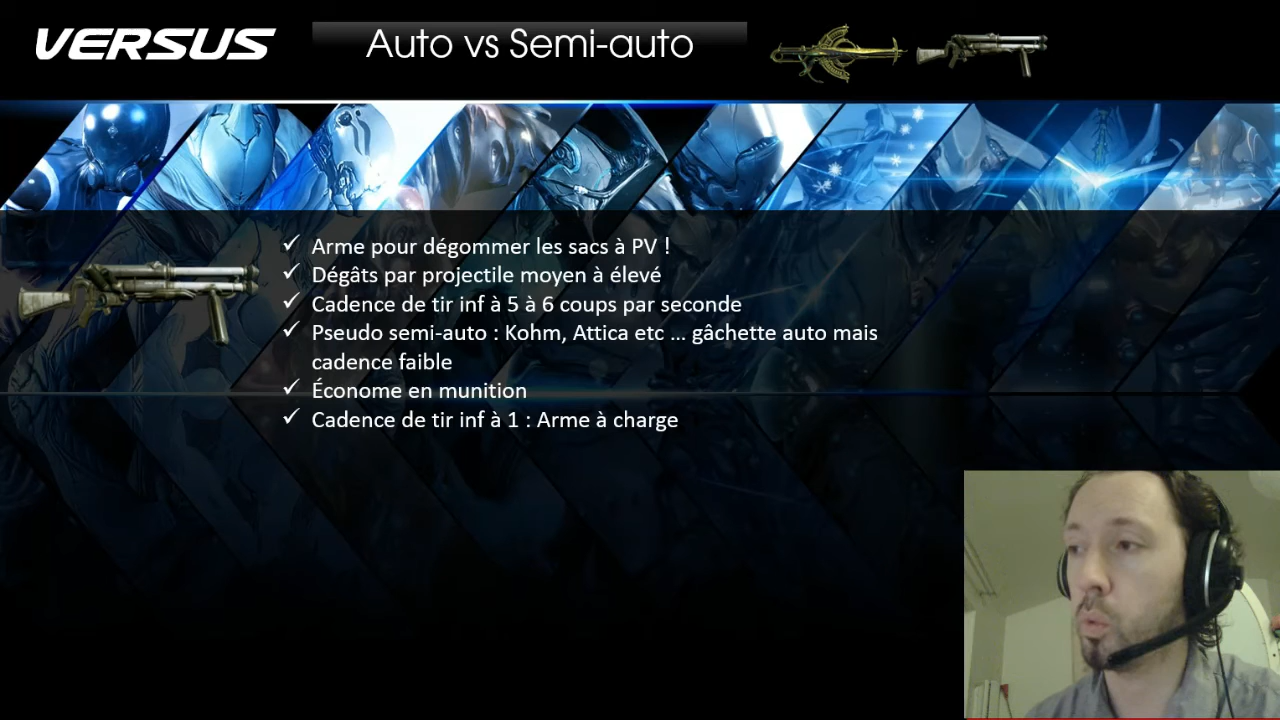 VERSUS
Auto vs Semi-auto
✓ Arme pour dégommer les sacs à PV !
✓ Dégâts par projectile moyen à élevé
✓ Cadence de tir inf à 5 à 6 coups par seconde
✓ Pseudo semi-auto : Kohm, Attica etc ... gâchette auto mais
cadence faible
✓ Économe en munition
✓ Cadence de tir inf à 1 : Arme à charge